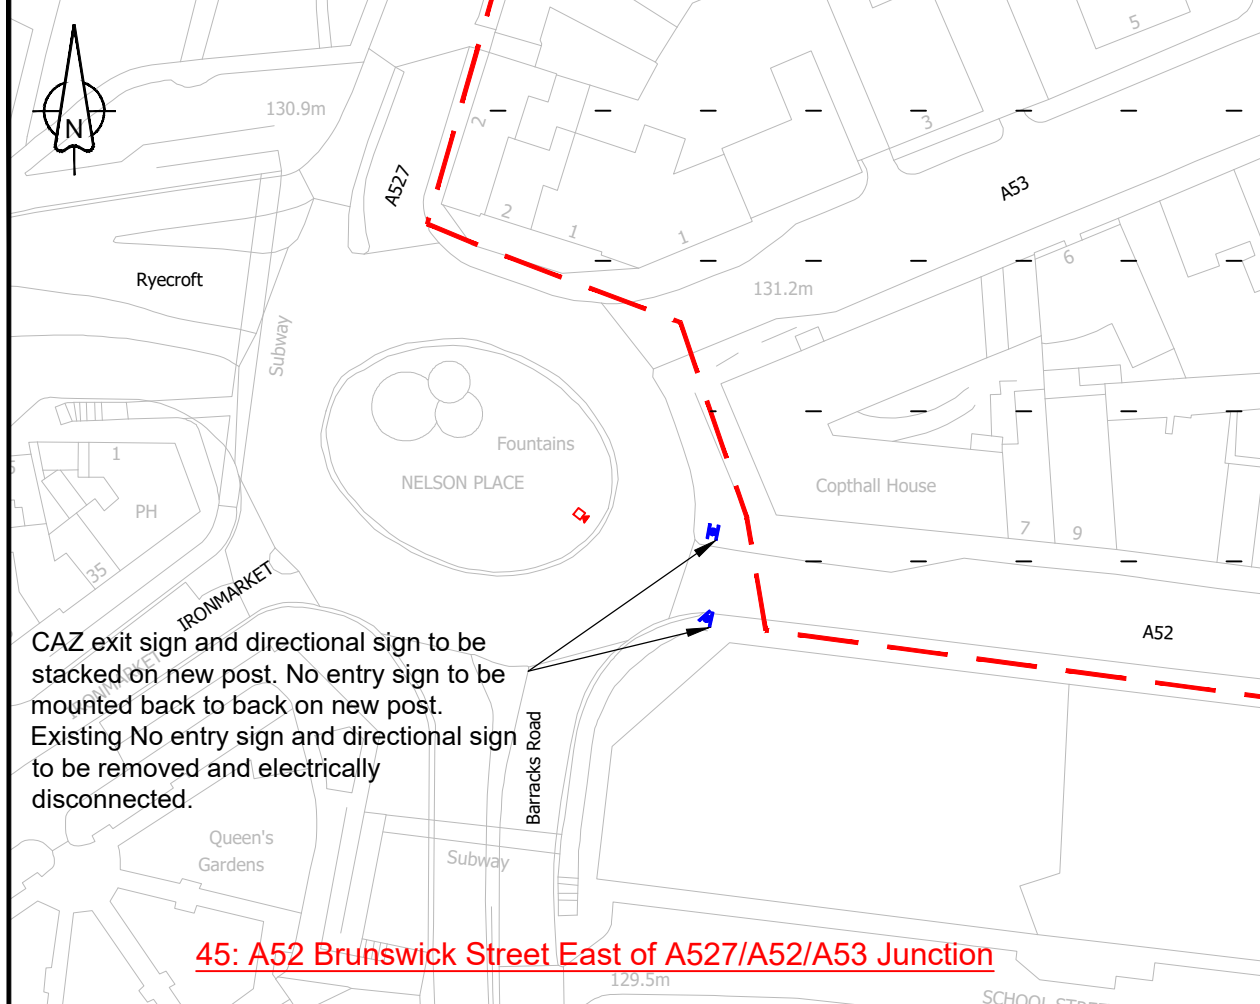 5
130.9m
N
2
3
A527
A53
2
1
1
6
Ryecroft
131.2m
Subway
Fountains
NELSON PLACE
1
5
PH
Copthall House
7
9
35
IRONMARKET
CAZ exit sign and directional sign to be
stacked on new post. No entry sign to be
mounted back to back on new post.
Existing No entry sign and directional sign
to be removed and electrically
disconnected.
IRONMARKET
A52
Barracks Road
Queen's
Gardens
Subway
45: A52 Brunswick Street East of A527/A52/A53 Junction
129.5m
SCHOOL STREET